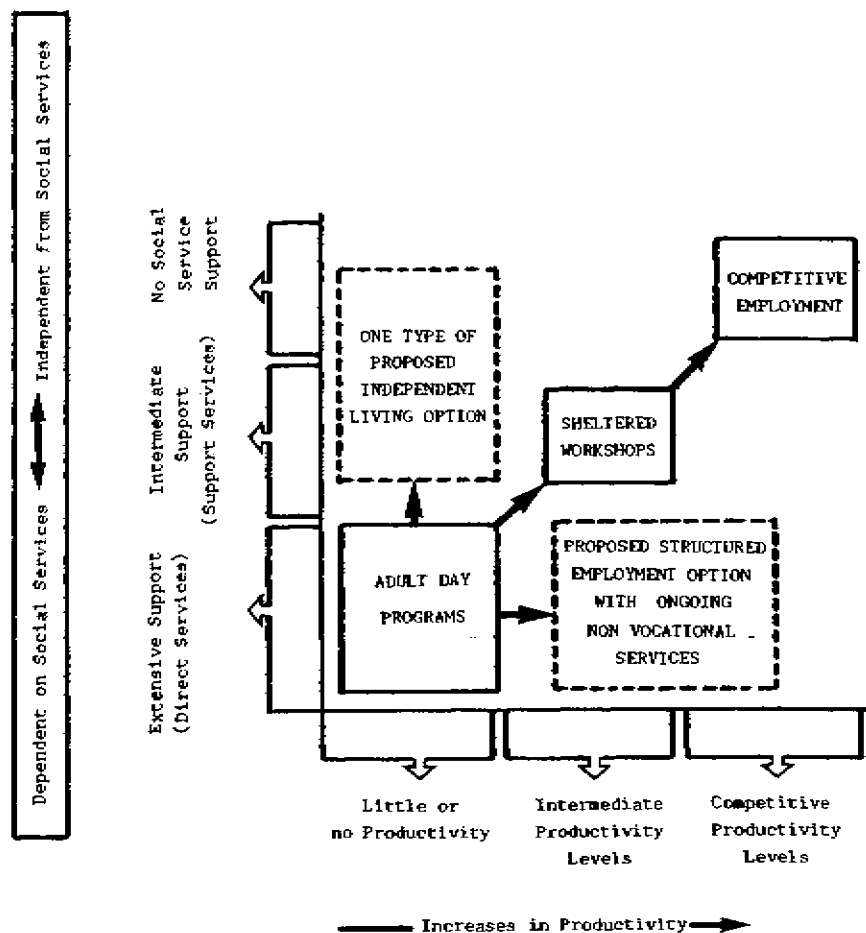 Dependent on Social Services
Independent from Social Services
No Social
Service
Support
Intermediate
Support
(Support Services)
Extensive Support
(Direct Services)
ONE TYPE OF
PROPOSED
INDEPENDENT
LIVING OPTION
COMPETITIVE
EMPLOYMENT
SHELTERED
WORKSHOPS
ADULT DAY
PROGRAMS
PROPOSED STRUCTURED
EMPLOYMENT OPTION
WITH ONGOING
NON VOCATIONAL
SERVICES
Little or
no Productivity
Intermediate
Productivity
Levels
Competitive
Productivity
Levels
Increases in Productivity